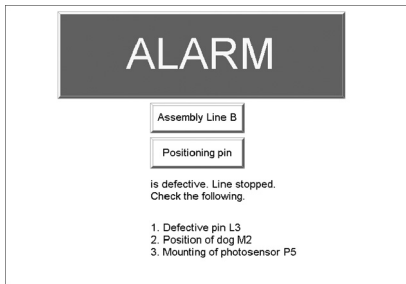 ALARM
Assembly Line B
Positioning pin
is defective. Line stopped.
Check the following.
1. Defective pin L3
2. Position of dog M2
3. Mounting of photosensor P5